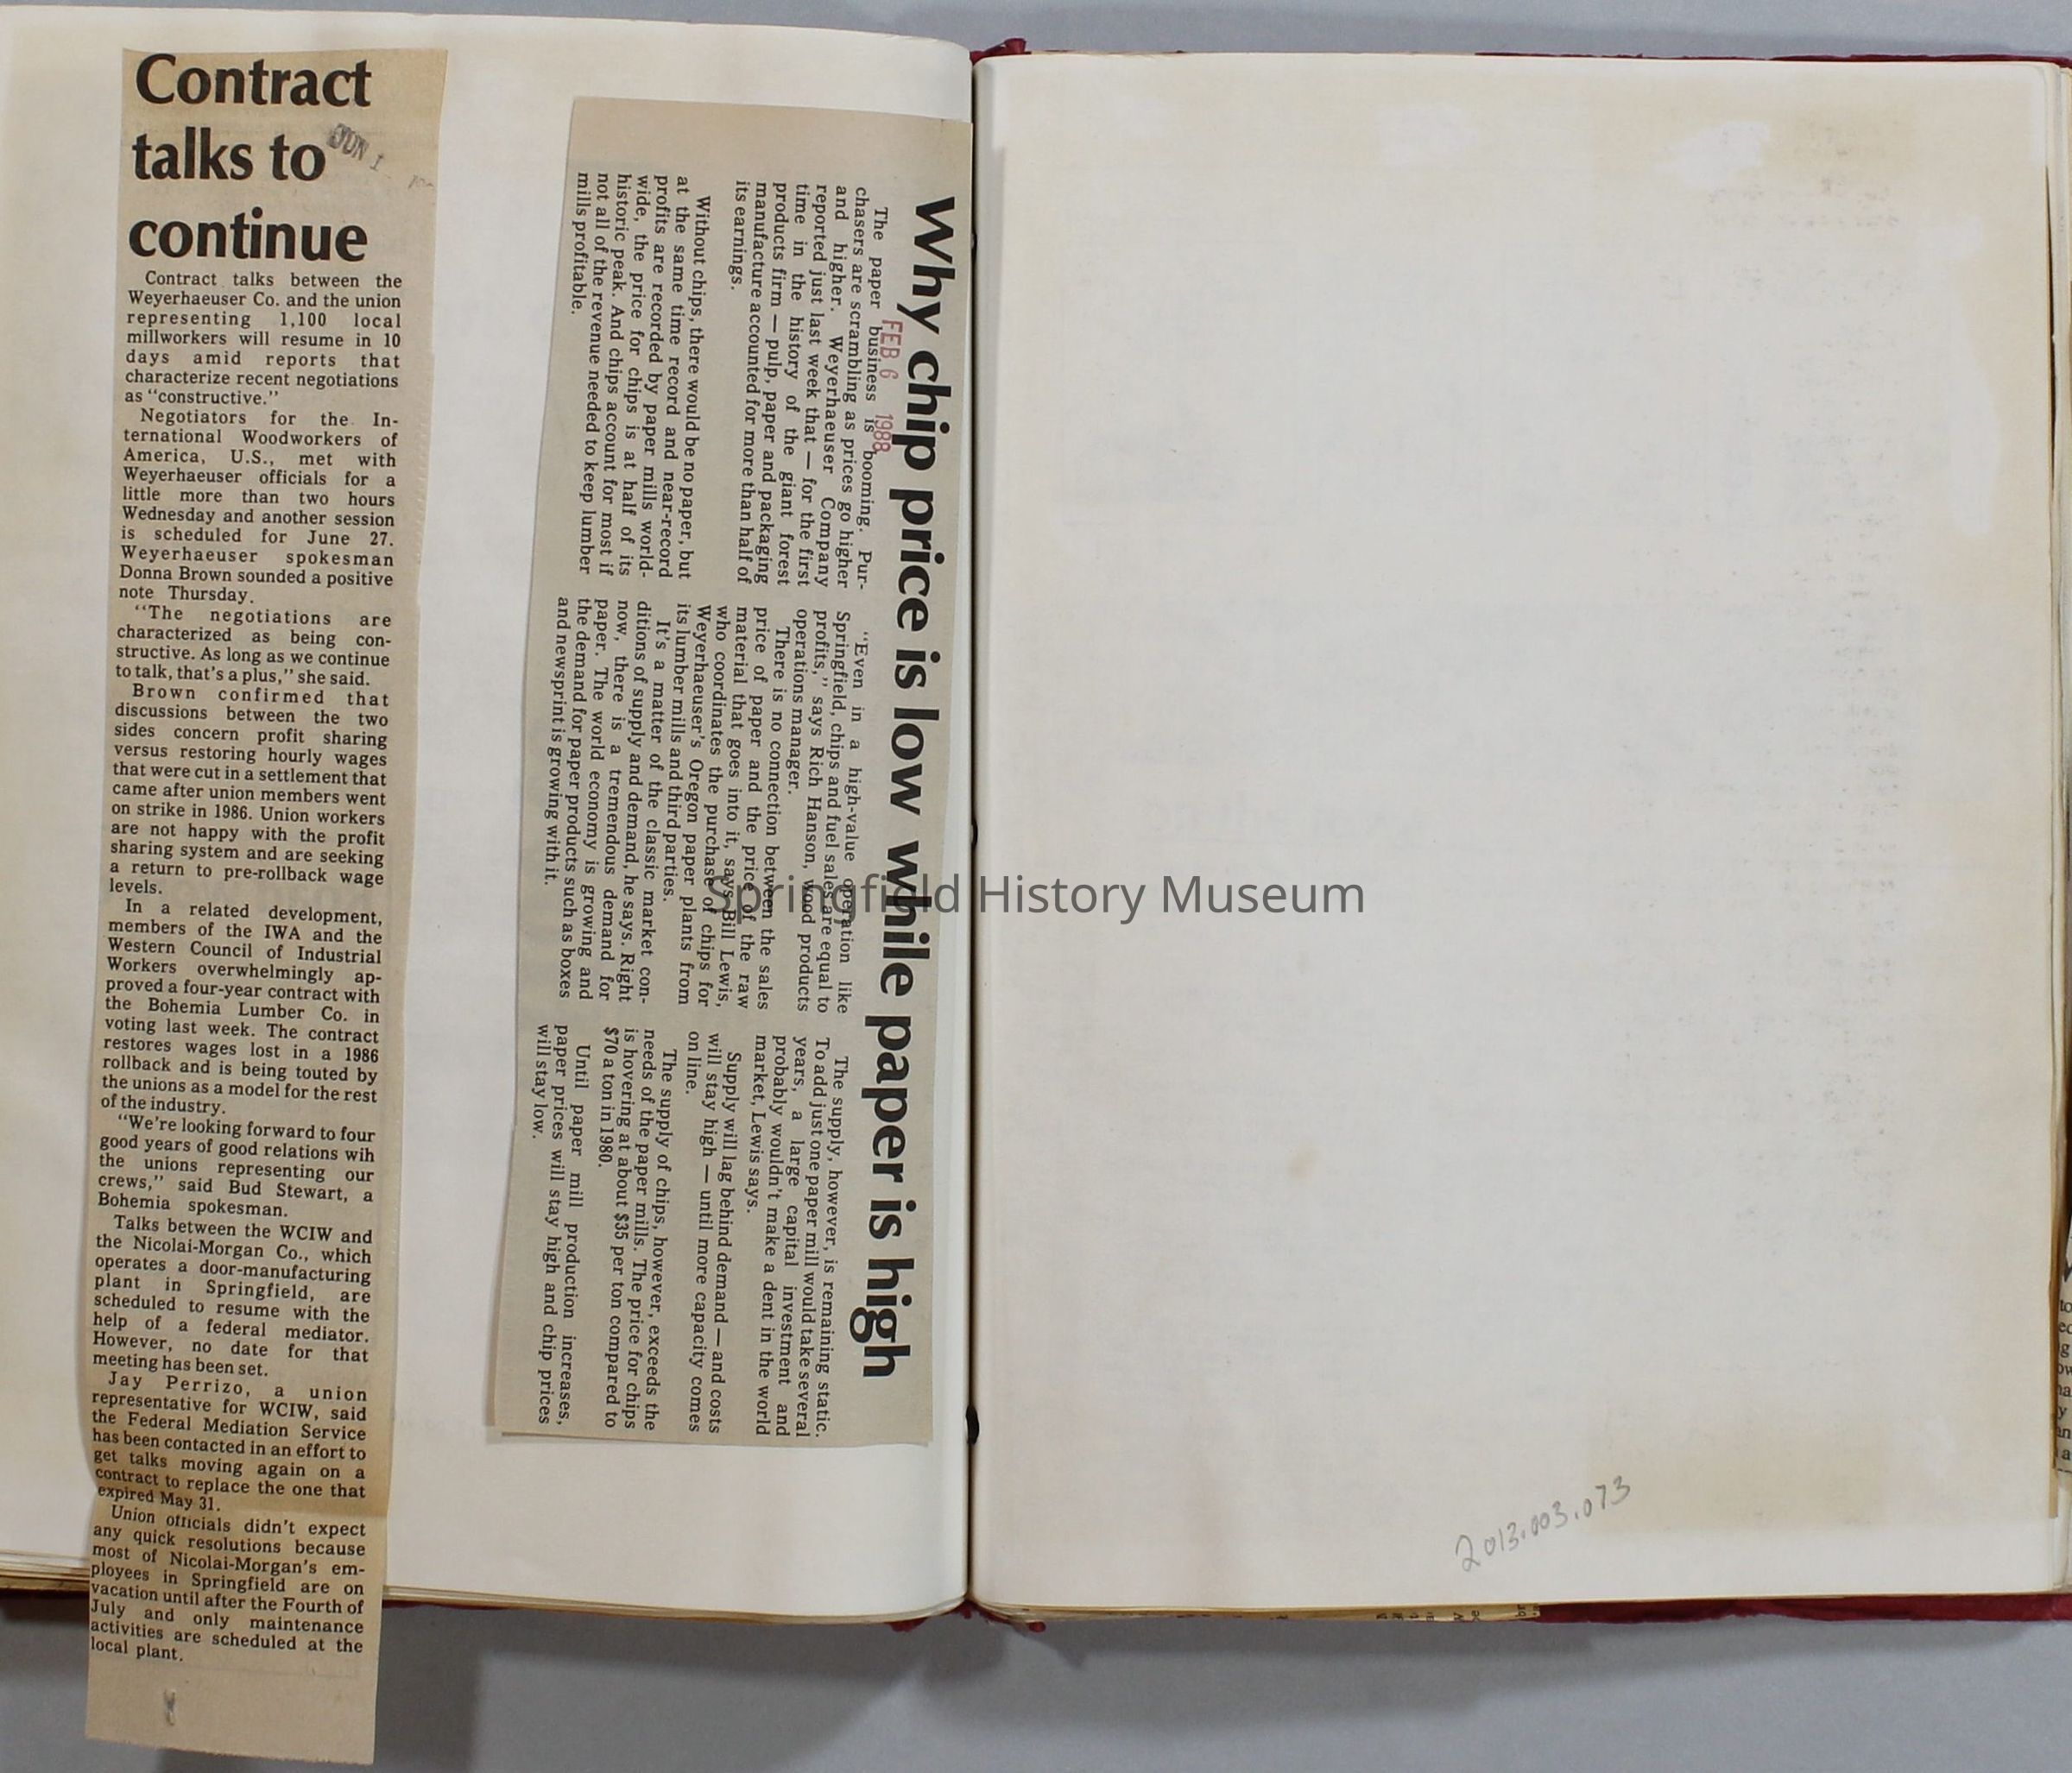 Contract
talks to
continue
JUN 1
Contract talks between the
Weyerhaeuser Co. and the union
representing 1,100 local
millworkers will resume in 10
days amid reports that
characterize recent negotiations
as "constructive."
Negotiators for the In-
ternational Woodworkers of
America, U.S., met with
Weyerhaeuser officials for a
little more than two hours
Wednesday and another session
is scheduled for June 27.
Weyerhaeuser spokesman
Donna Brown sounded a positive
note Thursday.
"The negotiations are
characterized as being con-
structive. As long as we continue
to talk, that's a plus," she said.
Brown confirmed that
discussions between the two
sides concern profit sharing
versus restoring hourly wages
that were cut in a settlement that
came after union members went
on strike in 1986. Union workers
are not happy with the profit
sharing system and are seeking
a return to pre-rollback wage
levels.
In a related development,
members of the IWA and the
Western Council of Industrial
Workers overwhelmingly ap-
proved a four-year contract with
the Bohemia Lumber Co. in
voting last week. The contract
restores wages lost in a 1986
rollback and is being touted by
the unions as a model for the rest
of the industry.
"We're looking forward to four
good years of good relations wih
the unions representing our
crews," said Bud Stewart, a
Bohemia spokesman.
Talks between the WCIW and
the Nicolai-Morgan Co., which
operates a door-manufacturing
plant in Springfield, are
scheduled to resume with the
help of a federal mediator.
However, no date for that
meeting has been set.
Jay Perrizo, a union
representative for WCIW, said
the Federal Mediation Service
has been contacted in an effort to
get talks moving again on a
contract to replace the one that
expired May 31.
Union officials didn't expect
any quick resolutions because
most of Nicolai-Morgan's em-
ployees in Springfield are on
vacation until after the Fourth of
July and only maintenance
activities are scheduled at the
local plant.
Why chip price is low while paper is high
FEB 6 1988
The paper business is booming. Pur-
chasers are scrambling as prices go higher
and higher. Weyerhaeuser Company
reported just last week that — for the first
time in the history of the giant forest
products firm — pulp, paper and packaging
manufacture accounted for more than half of
its earnings.
Without chips, there would be no paper, but
at the same time record and near-record
profits are recorded by paper mills world-
wide, the price for chips is at half of its
historic peak. And chips account for most if
not all of the revenue needed to keep lumber
mills profitable.
"Even in a high-value operation like
Springfield, chips and fuel sales are equal to
profits," says Rich Hanson, wood products
operations manager.
There is no connection between the sales
price of paper and the price of the raw
material that goes into it, says Bill Lewis,
who coordinates the purchase of chips for
Weyerhaeuser's Oregon paper plants from
its lumber mills and third parties.
It's a matter of the classic market con-
ditions of supply and demand, he says. Right
now, there is a tremendous demand for
paper. The world economy is growing and
the demand for paper products such as boxes
and newsprint is growing with it.
The supply, however, is remaining static.
To add just one paper mill would take several
years, a large capital investment and
probably wouldn't make a dent in the world
market, Lewis says.
Supply will lag behind demand — and costs
will stay high — until more capacity comes
on line.
The supply of chips, however, exceeds the
needs of the paper mills. The price for chips
is hovering at about $35 per ton compared to
$70 a ton in 1980.
Until paper mill production increases,
paper prices will stay high and chip prices
will stay low.
Springfield History Museum
2013.003.073